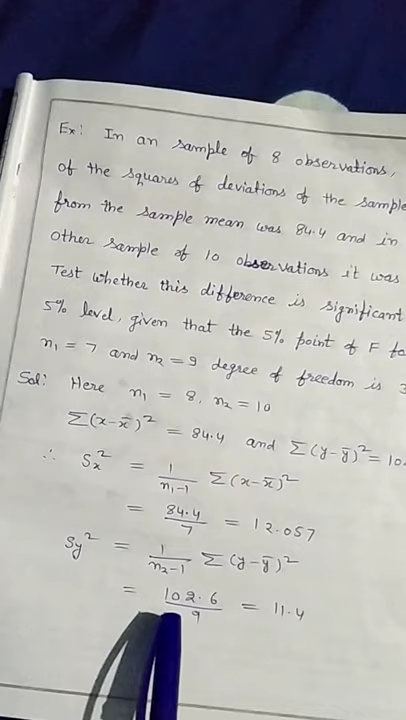 Ex: In an sample of 8 observations,
of the squares of deviations of the sample
from the sample mean was 84.4 and in
other sample of 10 observations it was
Test whether this difference is significant
5% level, given that the 5% point of F
n₁ = 7 and n₂ = 9 degree of freedom is 3
Sol: Here n₁ = 8, n₂ = 10
Σ(x-x̄)² = 84.4 and Σ(y-ȳ)² = 10
∴ Sx² = 1/(n₁-1) Σ(x-x̄)²
= 84.4/7 = 12.057
Sy² = 1/(n₂-1) Σ(y-ȳ)²
= 102.6/9 = 11.4